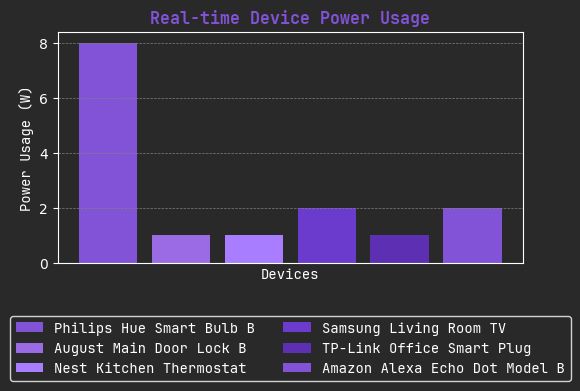 Real-time Device Power Usage
Power Usage (W)
8
6
4
2
0
Devices
Philips Hue Smart Bulb B
August Main Door Lock B
Nest Kitchen Thermostat
Samsung Living Room TV
TP-Link Office Smart Plug
Amazon Alexa Echo Dot Model B